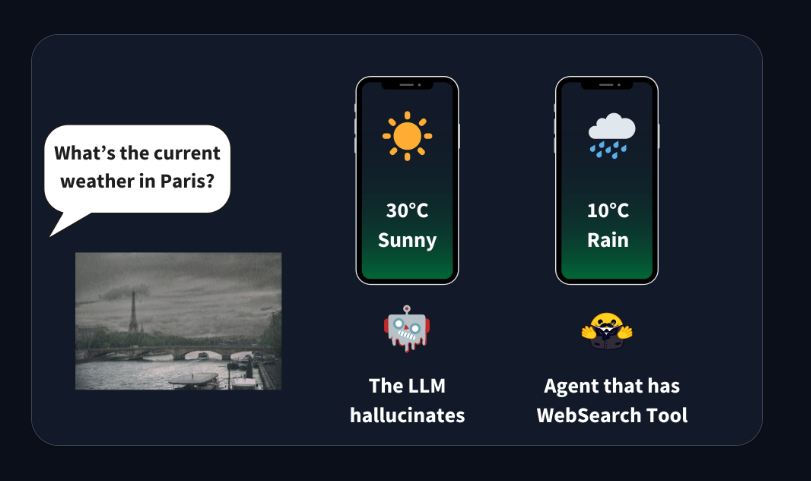 What’s the current
weather in Paris?
30°C
Sunny
10°C
Rain
The LLM
hallucinates
Agent that has
WebSearch Tool